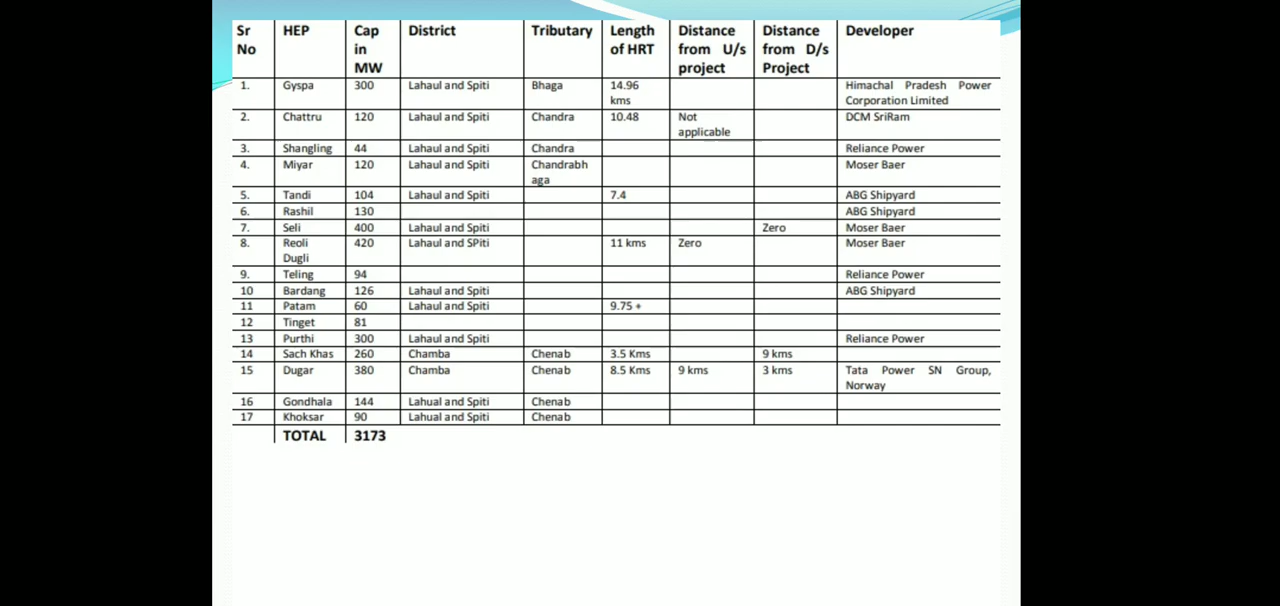 Sr No HEP Cap in MW District Tributary Length of HRT Distance from U/s project Distance from D/s Project Developer
1. Gyspa 300 Lahaul and Spiti Bhaga 14.96 kms Himachal Pradesh Power Corporation Limited
2. Chattru 120 Lahaul and Spiti Chandra 10.48 Not applicable DCM SriRam
3. Shangling 44 Lahaul and Spiti Chandra Reliance Power
4. Miyar 120 Lahaul and Spiti Chandrabhaga Moser Baer
5. Tandi 104 Lahaul and Spiti 7.4 ABG Shipyard
6. Rashil 130 ABG Shipyard
7. Seli 400 Lahaul and Spiti Zero Moser Baer
8. Reoli Dugli 420 Lahaul and SPiti 11 kms Zero Moser Baer
9. Teling 94 Reliance Power
10 Bardang 126 Lahaul and Spiti ABG Shipyard
11 Patam 60 Lahaul and Spiti 9.75 +
12 Tinget 81
13 Purthi 300 Lahaul and Spiti Reliance Power
14 Sach Khas 260 Chamba Chenab 3.5 Kms 9 kms
15 Dugar 380 Chamba Chenab 8.5 Kms 9 kms 3 kms Tata Power SN Group, Norway
16 Gondhala 144 Lahual and Spiti Chenab
17 Khoksar 90 Lahual and Spiti Chenab
TOTAL 3173